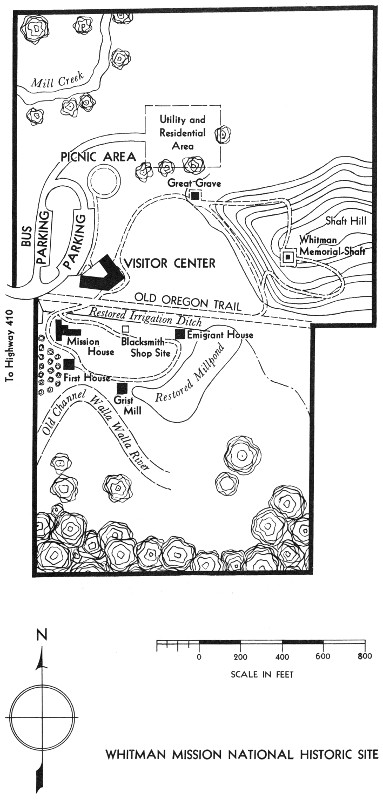 Mill Creek
Utility and
Residential
Area
PICNIC AREA
Great Grave
BUS
PARKING
PARKING
Shaft Hill
Whitman
Memorial-Shaft
VISITOR CENTER
OLD OREGON TRAIL
Restored Irrigation Ditch
To Highway 410
Mission
House
Blacksmith-
Shop Site
Emigrant House
First House
Grist
Mill
Restored Millpond
Old Channel Walla Walla River
N
0 200 400 600 800
SCALE IN FEET
WHITMAN MISSION NATIONAL HISTORIC SITE